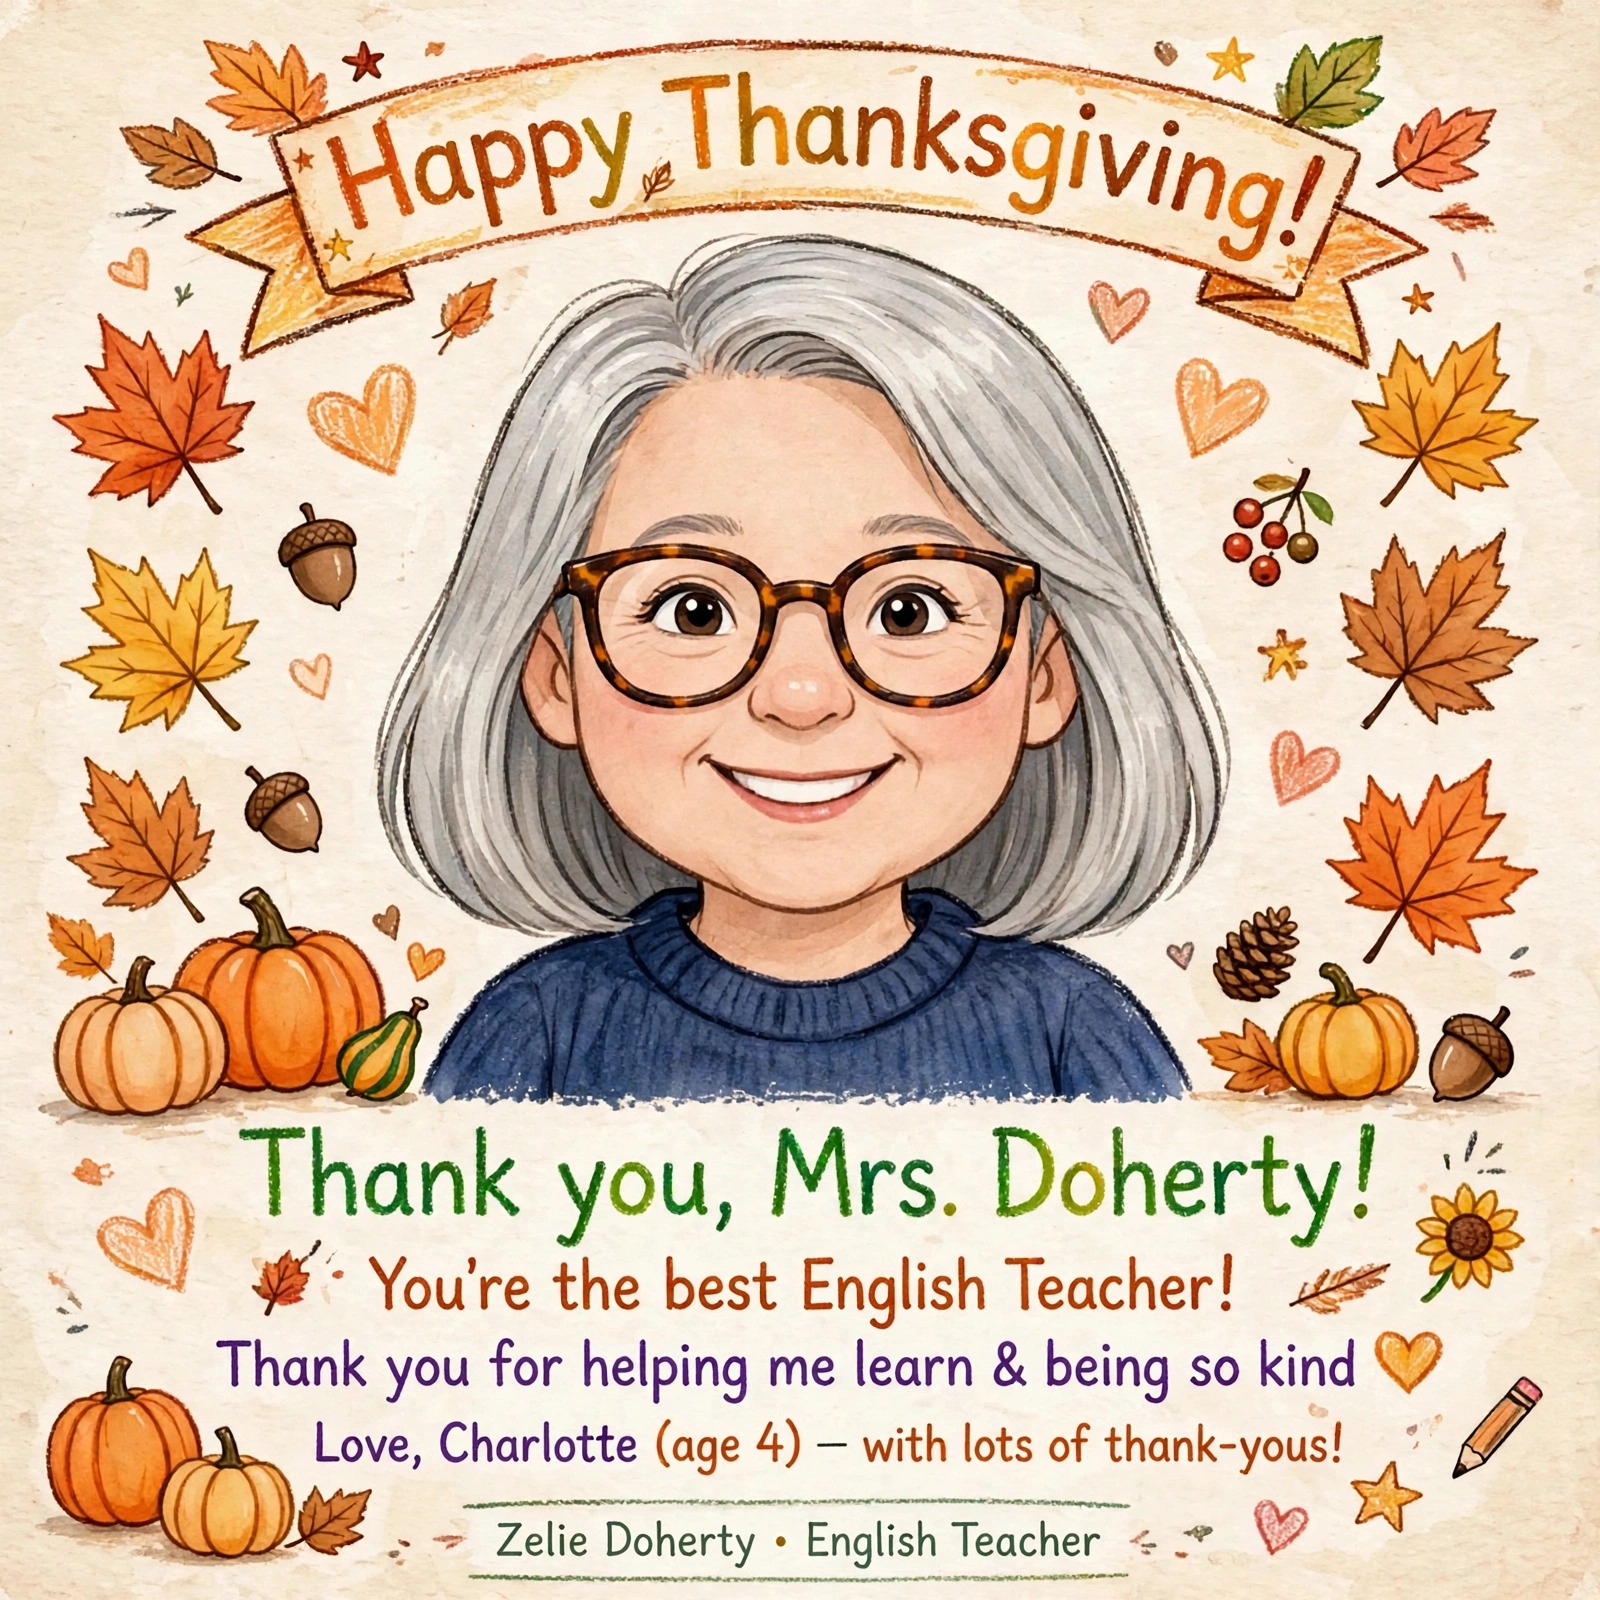 Happy Thanksgiving!
Thank you, Mrs. Doherty!
You're the best English Teacher!
Thank you for helping me learn & being so kind
Love, Charlotte (age 4) – with lots of thank-yous!
Zelie Doherty • English Teacher